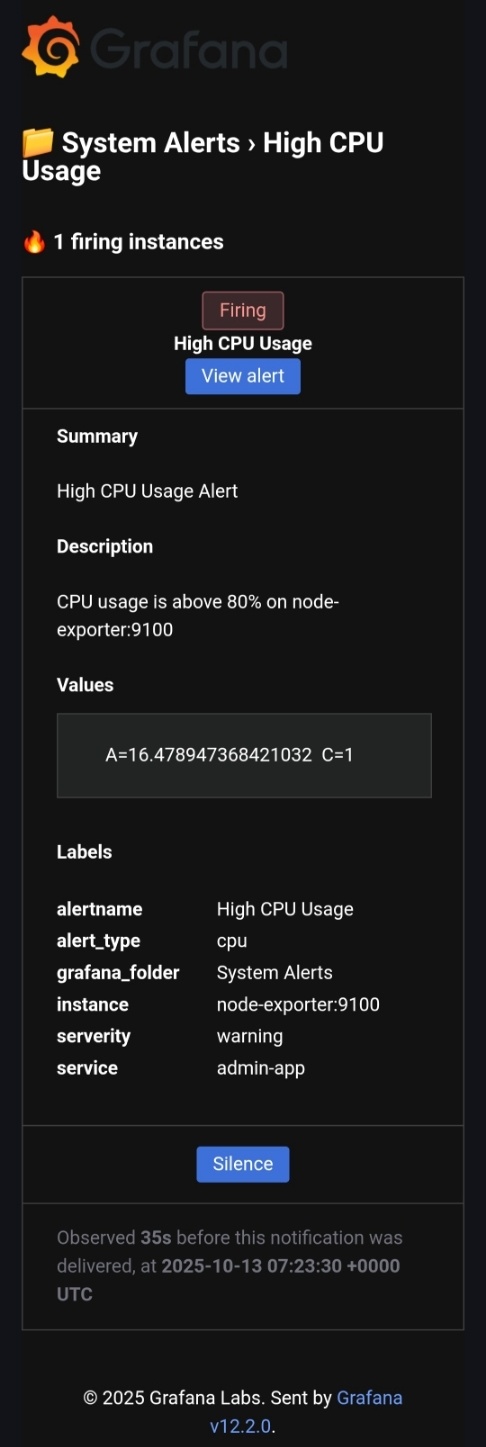 Grafana
System Alerts › High CPU
Usage
1 firing instances
Firing
High CPU Usage
View alert
Summary
High CPU Usage Alert
Description
CPU usage is above 80% on node-
exporter:9100
Values
A=16.478947368421032 C=1
Labels
alertname High CPU Usage
alert_type cpu
grafana_folder System Alerts
instance node-exporter:9100
serverity warning
service admin-app
Silence
Observed 35s before this notification was
delivered, at 2025-10-13 07:23:30 +0000
UTC
© 2025 Grafana Labs. Sent by Grafana
v12.2.0.